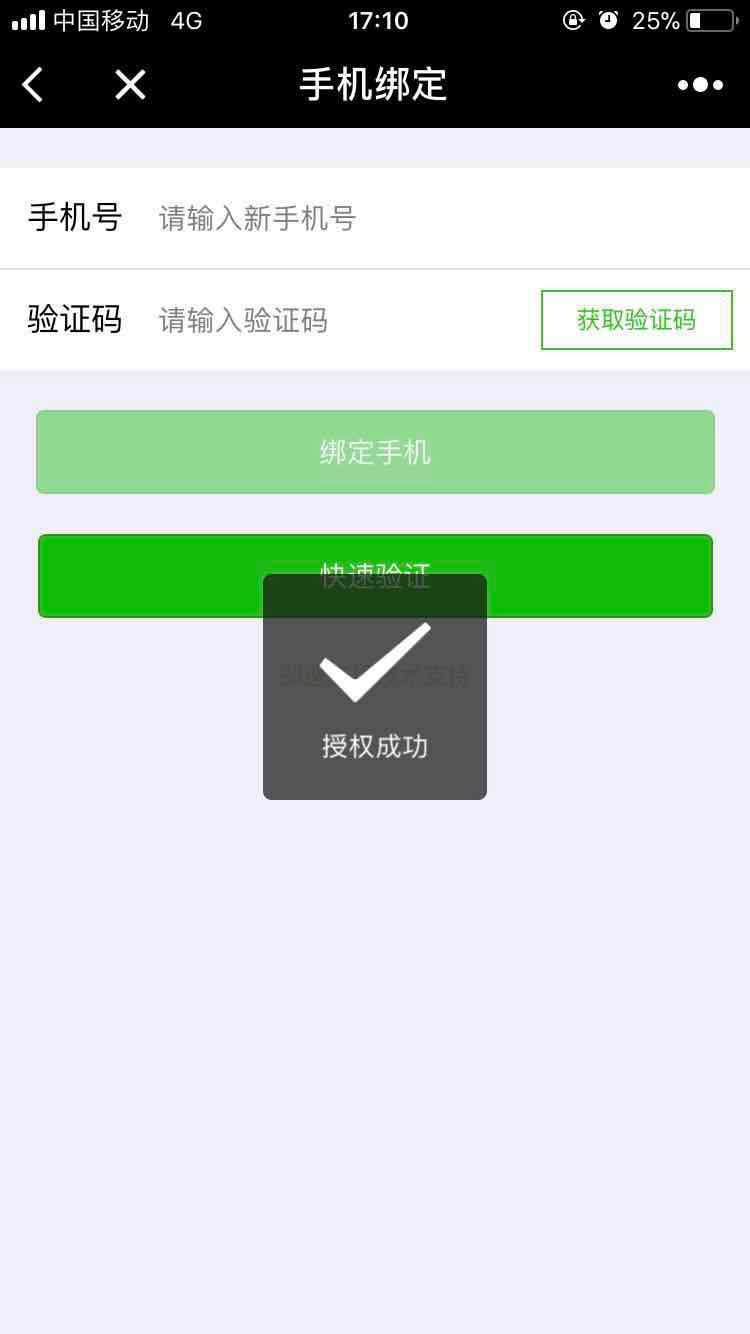 中国移动 4G 17:10 25%
手机绑定
手机号 请输入新手机号
验证码 请输入验证码 获取验证码
绑定手机
快速验证
技术支持
授权成功